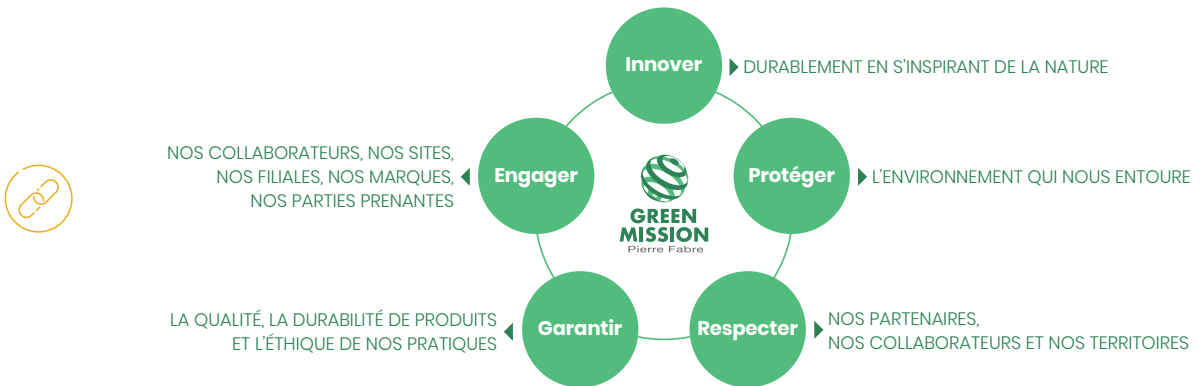 Innover
DURABLEMENT EN S'INSPIRANT DE LA NATURE
Protéger
L'ENVIRONNEMENT QUI NOUS ENTOURE
Respecter
NOS PARTENAIRES,
NOS COLLABORATEURS ET NOS TERRITOIRES
Garantir
LA QUALITÉ, LA DURABILITÉ DE PRODUITS
ET L'ÉTHIQUE DE NOS PRATIQUES
Engager
NOS COLLABORATEURS, NOS SITES,
NOS FILIALES, NOS MARQUES,
NOS PARTIES PRENANTES
GREEN
MISSION
Pierre Fabre